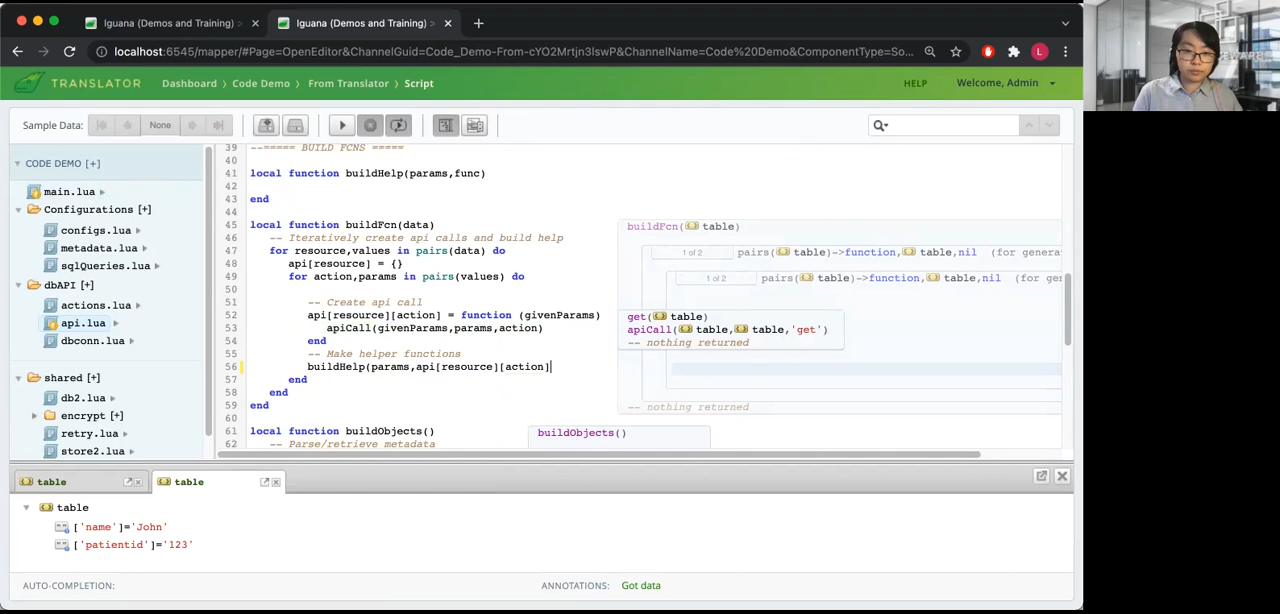 Iguana (Demos and Training) >
Iguana (Demos and Training) >
localhost:6545/mapper/#Page=OpenEditor&ChannelGuid=Code_Demo-From-cYO2Mrtjn3lswP&ChannelName=Code%20Demo&ComponentType=So...
L
TRANSLATOR
Dashboard > Code Demo > From Translator > Script
HELP
Welcome, Admin
Sample Data:
None
CODE DEMO [+]
main.lua
Configurations [+]
configs.lua
metadata.lua
sqlQueries.lua
dbAPI [+]
actions.lua
api.lua
dbconn.lua
shared [+]
db2.lua
encrypt [+]
retry.lua
store2.lua
39 --===== BUILD FCNS =====
40
41 local function buildHelp(params,func)
42
43 end
44
45 local function buildFcn(data)
46 -- Iteratively create api calls and build help
47 for resource,values in pairs(data) do
48 api[resource] = {}
49 for action,params in pairs(values) do
50
51 -- Create api call
52 api[resource][action] = function (givenParams)
53 apiCall(givenParams,params,action)
54 end
55 -- Make helper functions
56 buildHelp(params,api[resource][action]
57 end
58 end
59 end
60
61 local function buildObjects()
62 -- Parse/retrieve metadata
buildFcn( table)
1 of 2 pairs( table)->function, table,nil (for genera
1 of 2 pairs( table)->function, table,nil (for
get( table)
apiCall( table, table,'get')
-- nothing returned
-- nothing returned
buildObjects()
table
table
table
['name']='John'
['patientid']='123'
AUTO-COMPLETION:
ANNOTATIONS: Got data